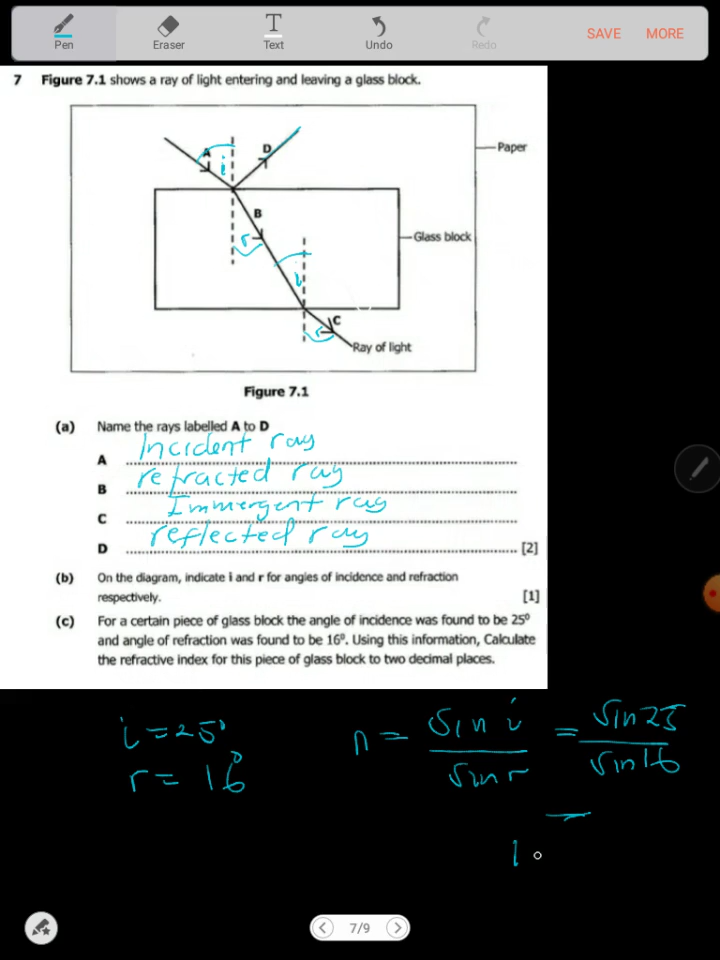 Pen
Eraser
T
Text
Undo
Redo
SAVE
MORE
7 Figure 7.1 shows a ray of light entering and leaving a glass block.
A
i
D
Paper
B
r
Glass block
i
r
C
Ray of light
Figure 7.1
(a) Name the rays labelled A to D
A Incident ray
B refracted ray
C Immergent ray
D reflected ray [2]
(b) On the diagram, indicate i and r for angles of incidence and refraction
respectively. [1]
(c) For a certain piece of glass block the angle of incidence was found to be 25⁰
and angle of refraction was found to be 16⁰. Using this information, Calculate
the refractive index for this piece of glass block to two decimal places.
i = 25°
r = 16°
n = sin i / sin r = sin 25 / sin 16
=
1
7/9